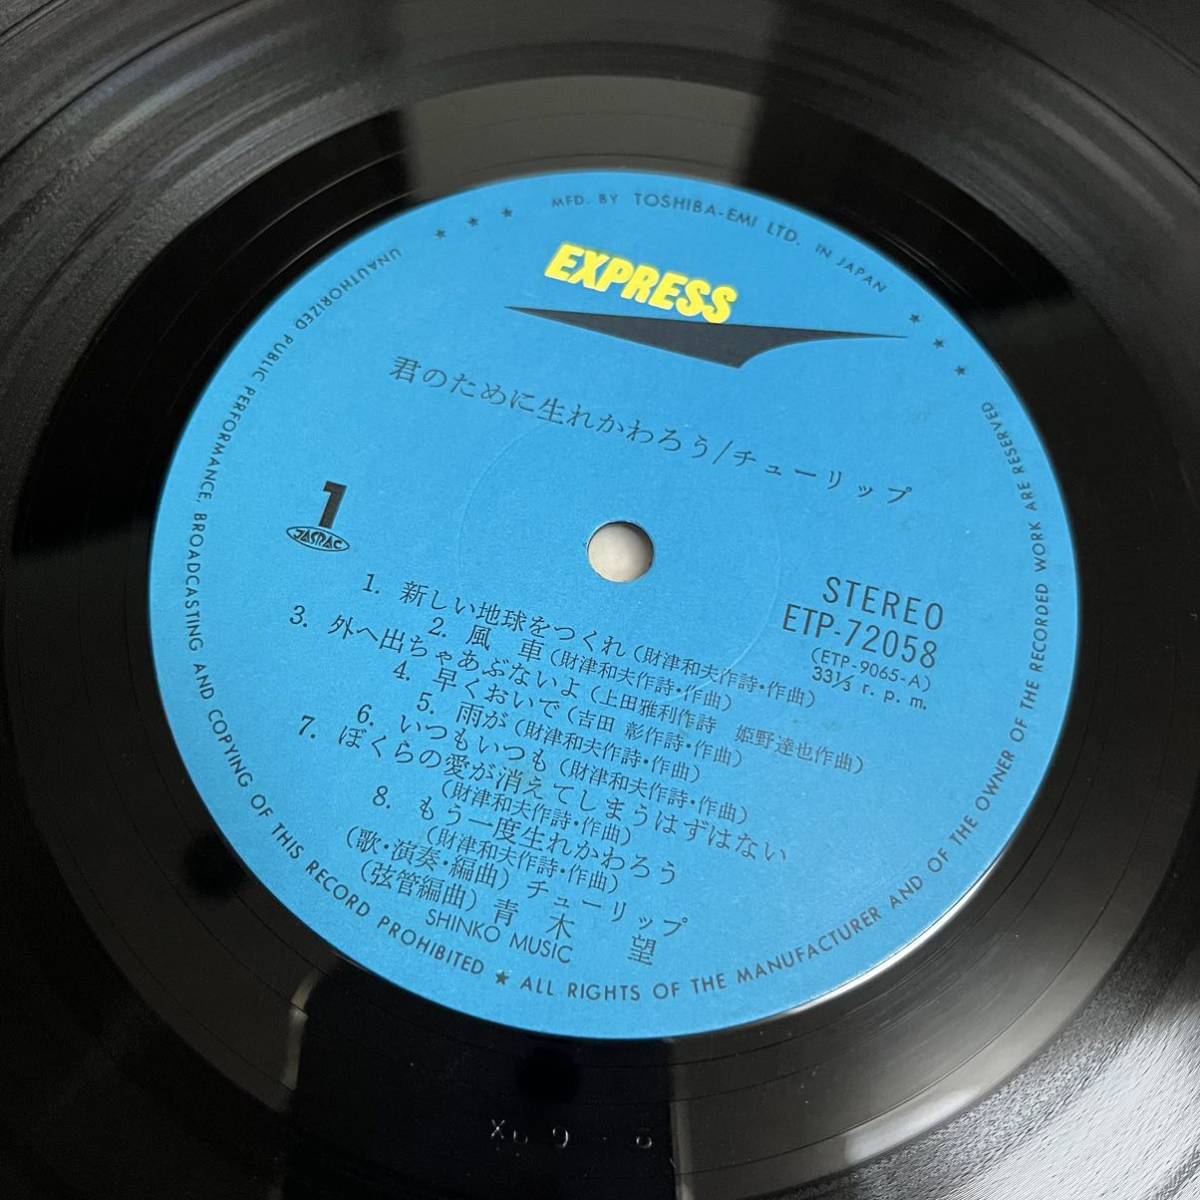 MFD. BY TOSHIBA-EMI LTD. IN JAPAN
EXPRESS
君のために生れかわろう/チューリップ
1
JASRAC
STEREO
ETP-72058
(ETP-9065-A)
33⅓ r. p. m.
1. 新しい地球をつくれ(財津和夫作詩・作曲)
2. 風 車(財津和夫作詩・作曲)
3. 外へ出ちゃあぶないよ(上田雅利作詩 姫野達也作曲)
4. 早くおいで(吉田 彰作詩・作曲)
5. 雨が(財津和夫作詩・作曲)
6. いつもいつも(財津和夫作詩・作曲)
7. ぼくらの愛が消えてしまうはずはない
(財津和夫作詩・作曲)
8. もう一度生れかわろう
(財津和夫作詩・作曲)
(歌・演奏・編曲) チューリップ
(弦管編曲) 青 木 望
SHINKO MUSIC
UNAUTHORIZED PUBLIC PERFORMANCE, BROADCASTING AND COPYING OF THIS RECORD PROHIBITED ★ ALL RIGHTS OF THE MANUFACTURER AND OF THE OWNER OF THE RECORDED WORK ARE RESERVED